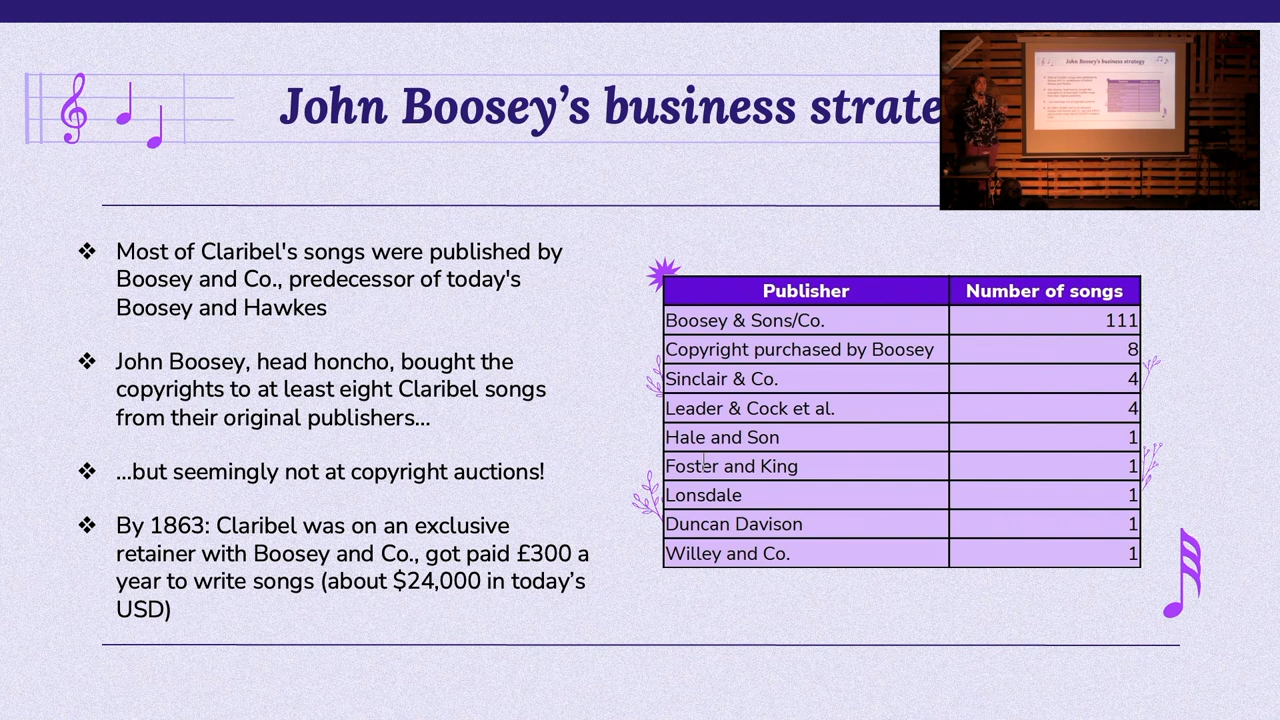 John Boosey's business strate
John Boosey's business strategy
❖ Most of Claribel's songs were published by
Boosey and Co., predecessor of today's
Boosey and Hawkes
❖ John Boosey, head honcho, bought the
copyrights to at least eight Claribel songs
from their original publishers...
❖ ...but seemingly not at copyright auctions!
❖ By 1863: Claribel was on an exclusive
retainer with Boosey and Co., got paid £300 a
year to write songs (about $24,000 in today's
USD)
Publisher Number of songs
Boosey & Sons/Co. 111
Copyright purchased by Boosey 8
Sinclair & Co. 4
Leader & Cock et al. 4
Hale and Son 1
Foster and King 1
Lonsdale 1
Duncan Davison 1
Willey and Co. 1